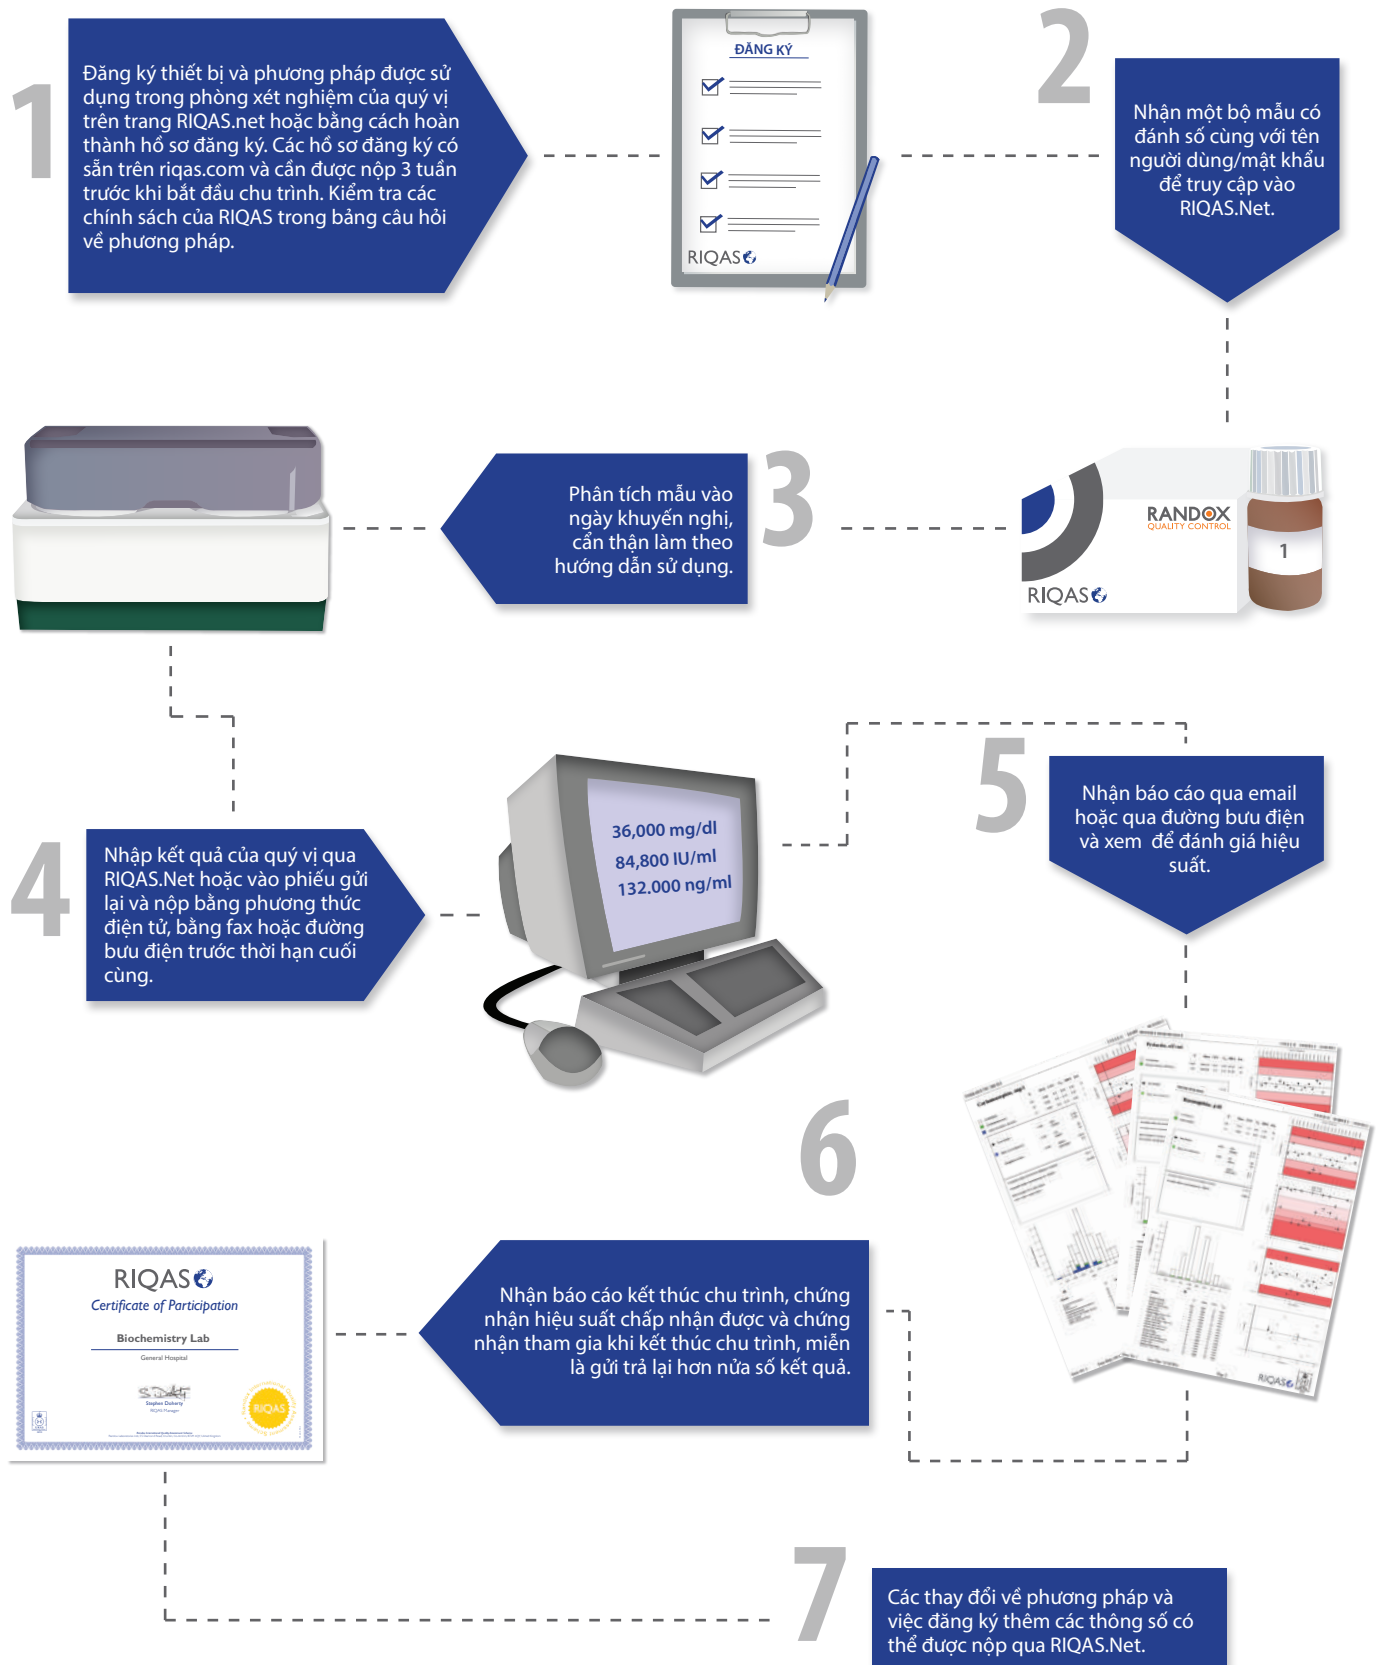 1
Đăng ký thiết bị và phương pháp được sử
dụng trong phòng xét nghiệm của quý vị
trên trang RIQAS.net hoặc bằng cách hoàn
thành hồ sơ đăng ký. Các hồ sơ đăng ký có
sẵn trên riqas.com và cần được nộp 3 tuần
trước khi bắt đầu chu trình. Kiểm tra các
chính sách của RIQAS trong bảng câu hỏi
về phương pháp.
ĐĂNG KÝ
RIQAS
2
Nhận một bộ mẫu có
đánh số cùng với tên
người dùng/mật khẩu
để truy cập vào
RIQAS.Net.
3
Phân tích mẫu vào
ngày khuyến nghị,
cẩn thận làm theo
hướng dẫn sử dụng.
RANDOX
QUALITY CONTROL
RIQAS
1
4
Nhập kết quả của quý vị qua
RIQAS.Net hoặc vào phiếu gửi
lại và nộp bằng phương thức
điện tử, bằng fax hoặc đường
bưu điện trước thời hạn cuối
cùng.
36,000 mg/dl
84,800 IU/ml
132.000 ng/ml
5
Nhận báo cáo qua email
hoặc qua đường bưu điện
và xem để đánh giá hiệu
suất.
RIQAS
6
Nhận báo cáo kết thúc chu trình, chứng
nhận hiệu suất chấp nhận được và chứng
nhận tham gia khi kết thúc chu trình, miễn
là gửi trả lại hơn nửa số kết quả.
RIQAS
Certificate of Participation
Biochemistry Lab
General Hospital
Stephen Doherty
RIQAS Manager
RIQAS
7
Các thay đổi về phương pháp và
việc đăng ký thêm các thông số có
thể được nộp qua RIQAS.Net.